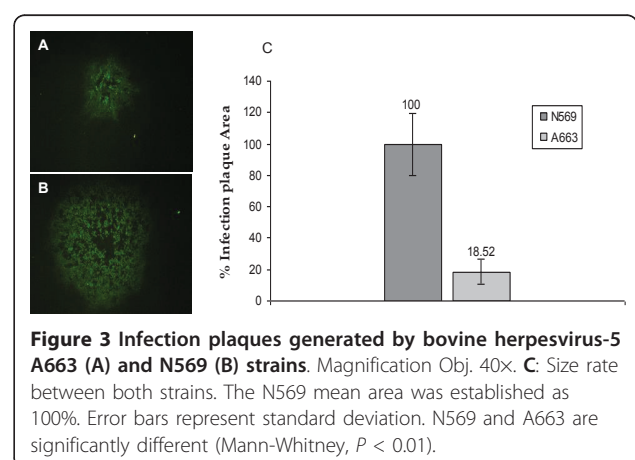 A
B
C
140
120
100
80
60
40
20
0
% Infection plaque Area
100
18.52
N569
A663
Figure 3 Infection plaques generated by bovine herpesvirus-5
A663 (A) and N569 (B) strains. Magnification Obj. 40×. C: Size rate
between both strains. The N569 mean area was established as
100%. Error bars represent standard deviation. N569 and A663 are
significantly different (Mann-Whitney, P < 0.01).